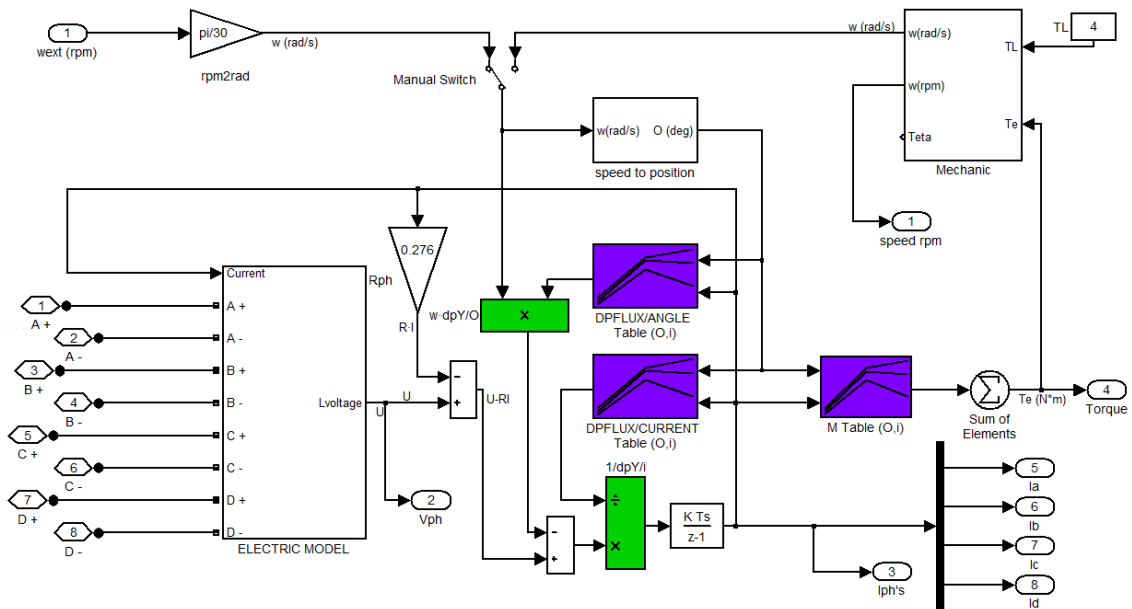 1
wext (rpm)
pi/30
rpm2rad
w (rad/s)
Manual Switch
w (rad/s)
w(rad/s)
w(rpm)
Teta
TL
Te
Mechanic
TL
4
w(rad/s)
O (deg)
speed to position
1
speed rpm
0.276
Rph
R·I
w·dpY/O
×
DPFLUX/ANGLE
Table (O,i)
DPFLUX/CURRENT
Table (O,i)
M Table (O,i)
Σ
Sum of
Elements
Te (N*m)
4
Torque
1
A +
2
A -
3
B +
4
B -
5
C +
6
C -
7
D +
8
D -
Current
A +
A -
B +
B -
C +
C -
D +
D -
Lvoltage
ELECTRIC MODEL
U
U
−
+
U-RI
2
Vph
−
+
1/dpY/i
÷
×
K Ts
z-1
3
Iph's
5
Ia
6
Ib
7
Ic
8
Id